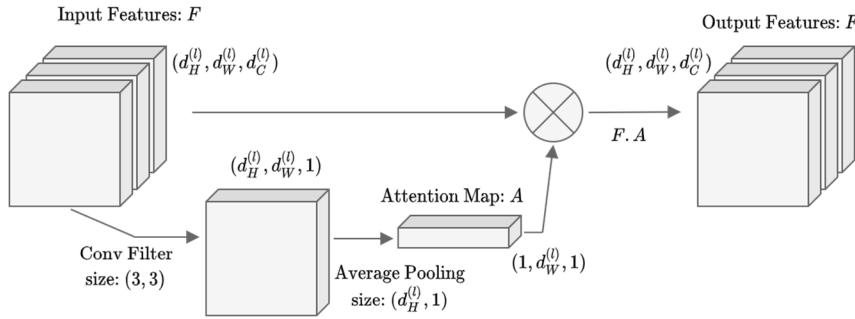 Input Features: F
Output Features: F
(d_H^{(l)}, d_W^{(l)}, d_C^{(l)})
(d_H^{(l)}, d_W^{(l)}, d_C^{(l)})
F.A
(d_H^{(l)}, d_W^{(l)}, 1)
Attention Map: A
Conv Filter
size: (3, 3)
(1, d_W^{(l)}, 1)
Average Pooling
size: (d_H^{(l)}, 1)